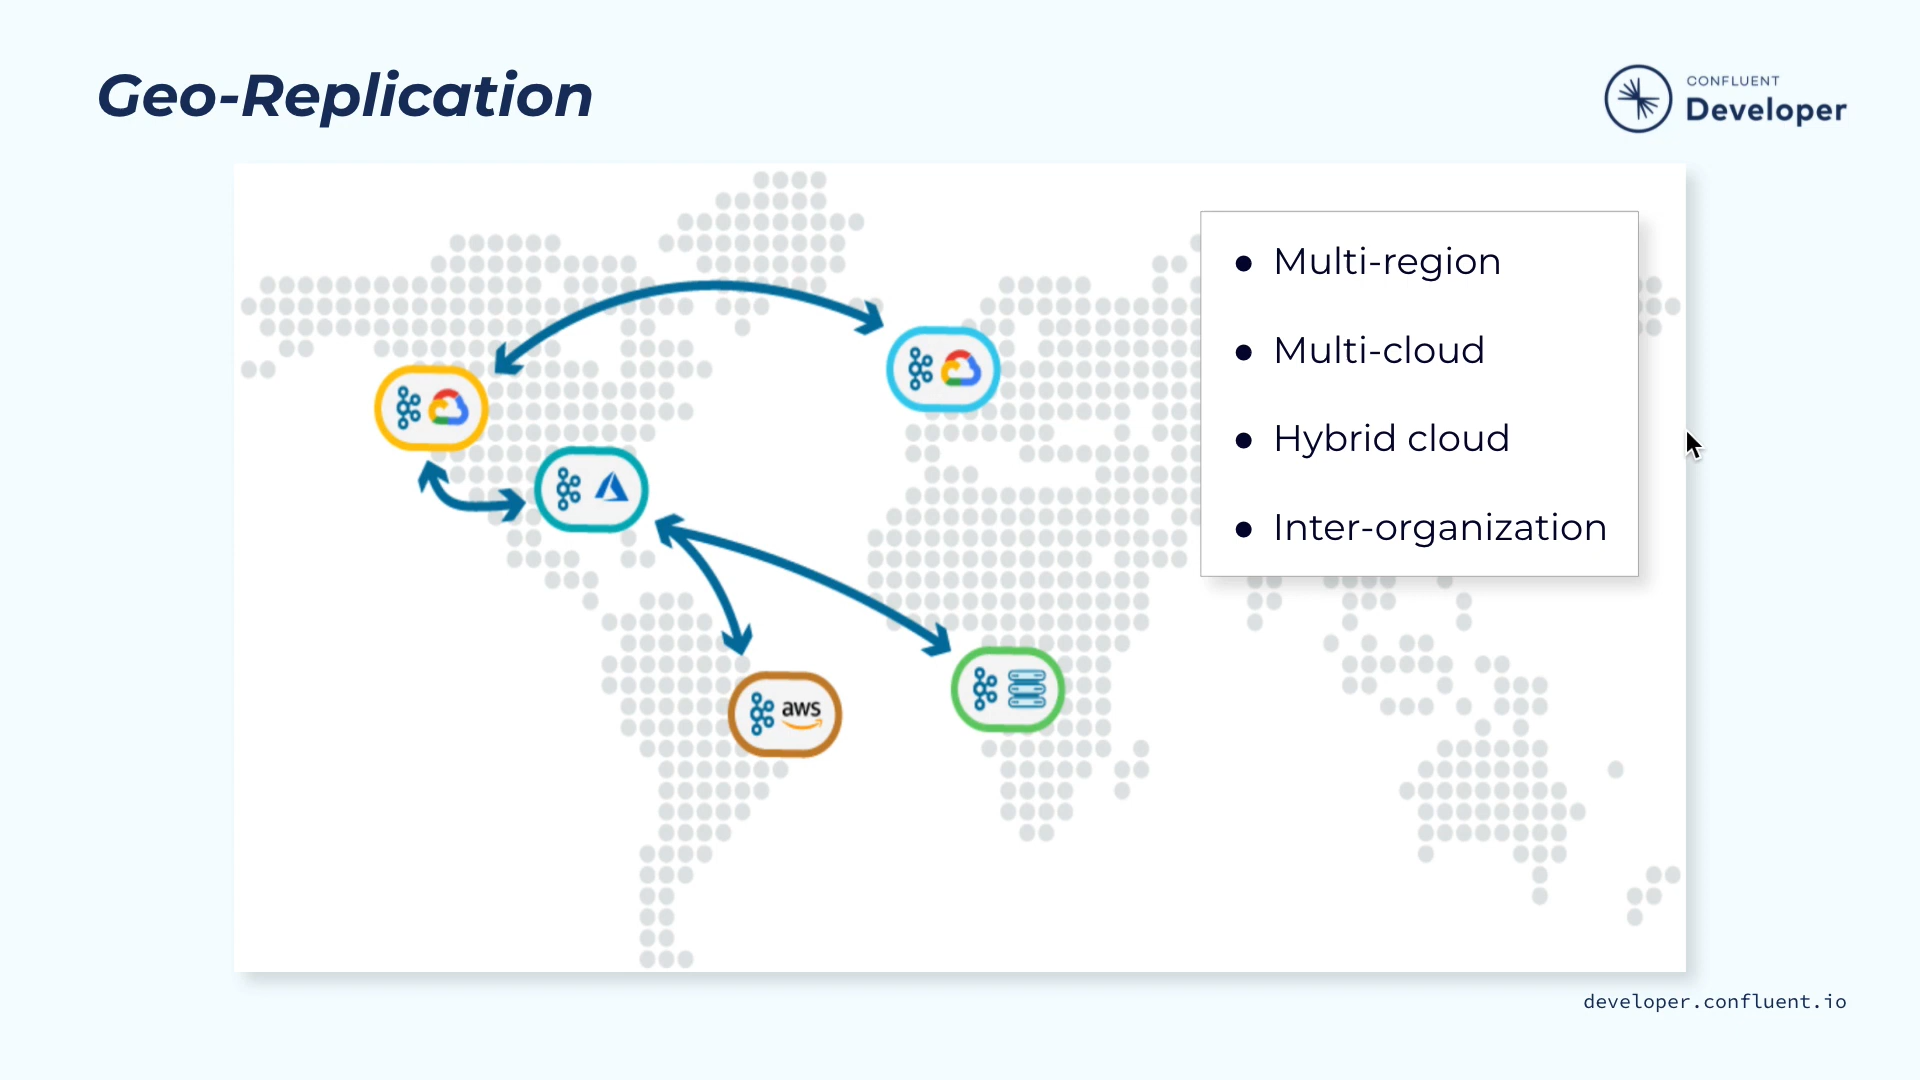 Geo-Replication
CONFLUENT
Developer
● Multi-region
● Multi-cloud
● Hybrid cloud
● Inter-organization
aws
developer.confluent.io